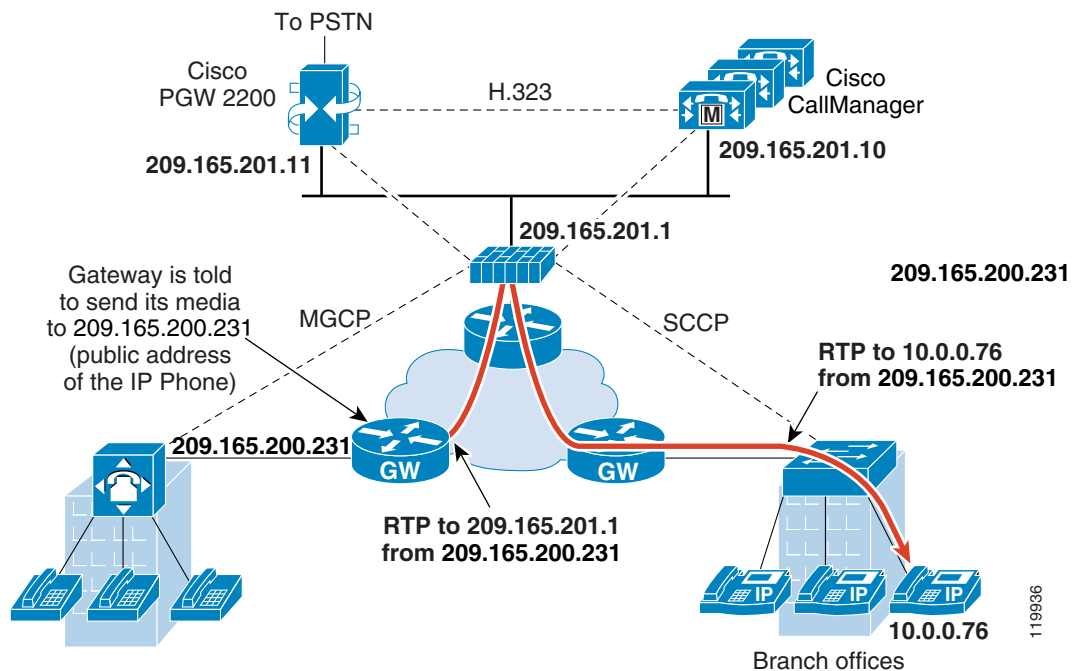 To PSTN
Cisco
PGW 2200
H.323
M
Cisco
CallManager
209.165.201.11
209.165.201.10
209.165.201.1
209.165.200.231
Gateway is told
to send its media
to 209.165.200.231
(public address
of the IP Phone)
MGCP
SCCP
RTP to 10.0.0.76
from 209.165.200.231
209.165.200.231
GW
GW
RTP to 209.165.201.1
from 209.165.200.231
IP
IP
IP
10.0.0.76
Branch offices
119936